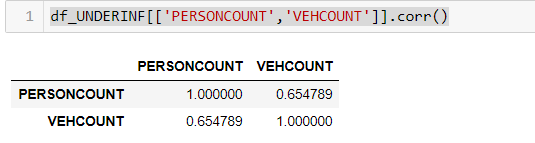 1 df_UNDERINF[['PERSONCOUNT','VEHCOUNT']].corr()
PERSONCOUNT VEHCOUNT
PERSONCOUNT 1.000000 0.654789
VEHCOUNT 0.654789 1.000000